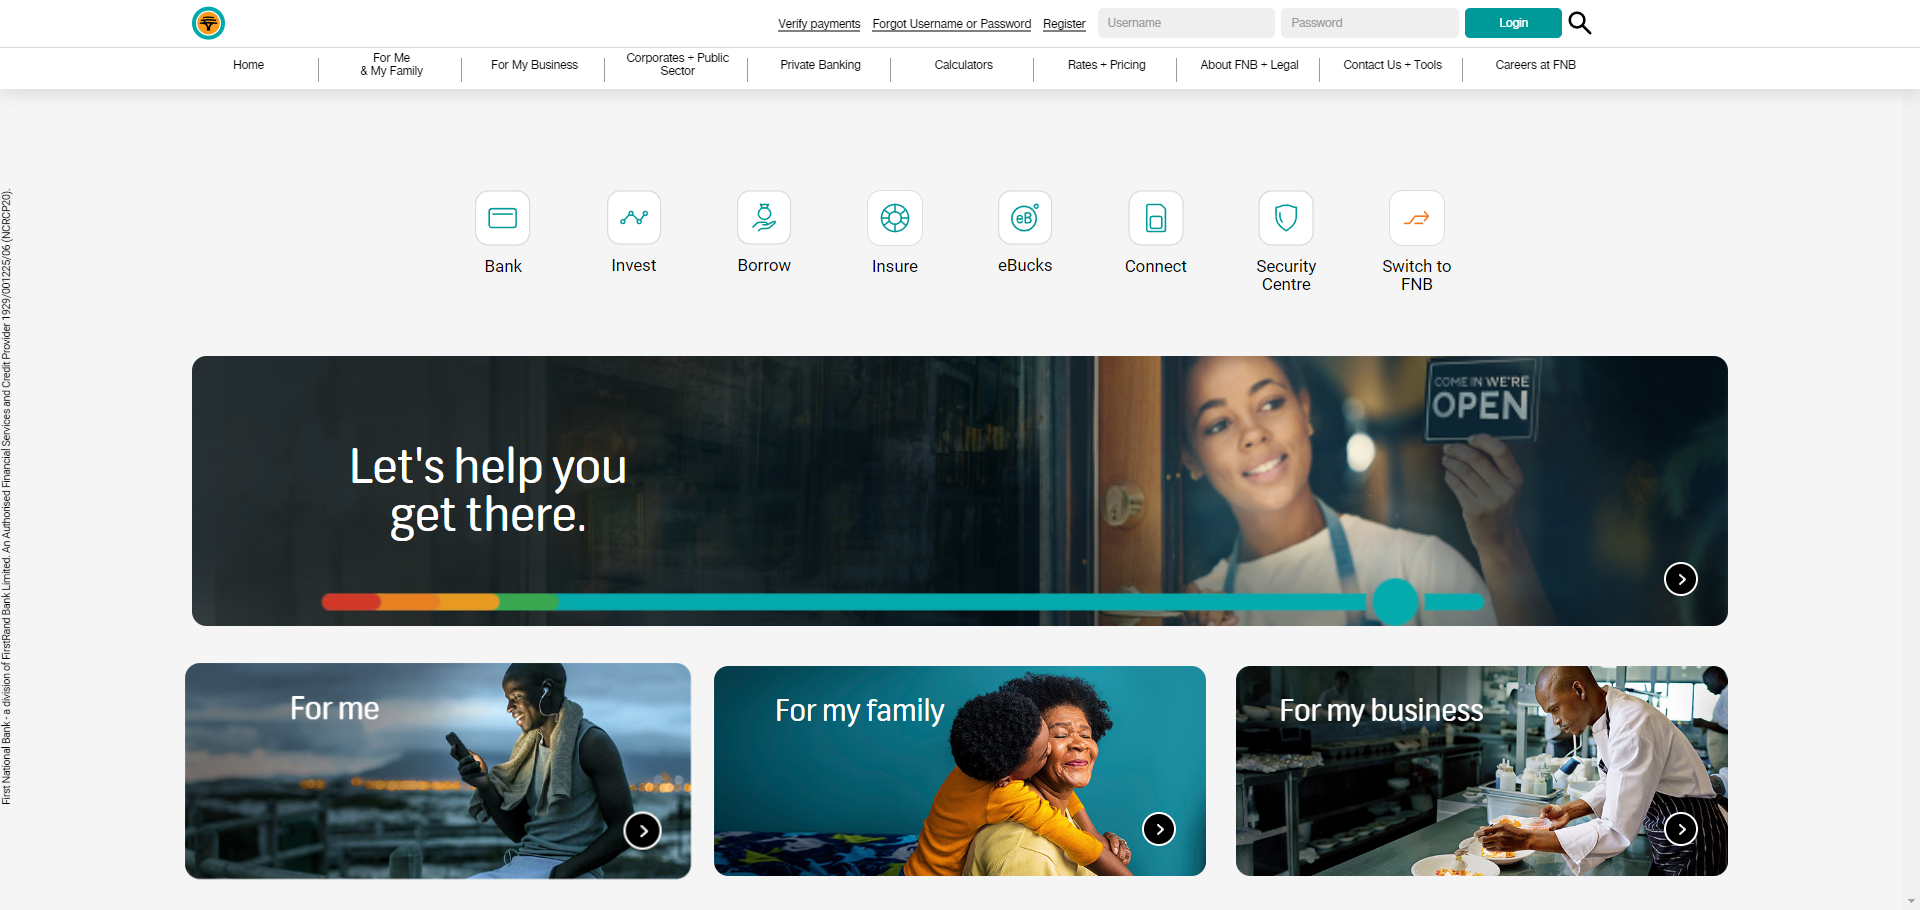 Verify payments
Forgot Username or Password
Register
Username
Password
Login
Home
For Me
& My Family
For My Business
Corporates + Public
Sector
Private Banking
Calculators
Rates + Pricing
About FNB + Legal
Contact Us + Tools
Careers at FNB
First National Bank - a division of FirstRand Bank Limited. An Authorised Financial Services and Credit Provider 1929/001225/06 (NCRCP20).
Bank
Invest
Borrow
eB
Insure
eBucks
Connect
Security
Centre
Switch to
FNB
Let's help you
get there.
COME IN WE'RE
OPEN
For me
For my family
For my business